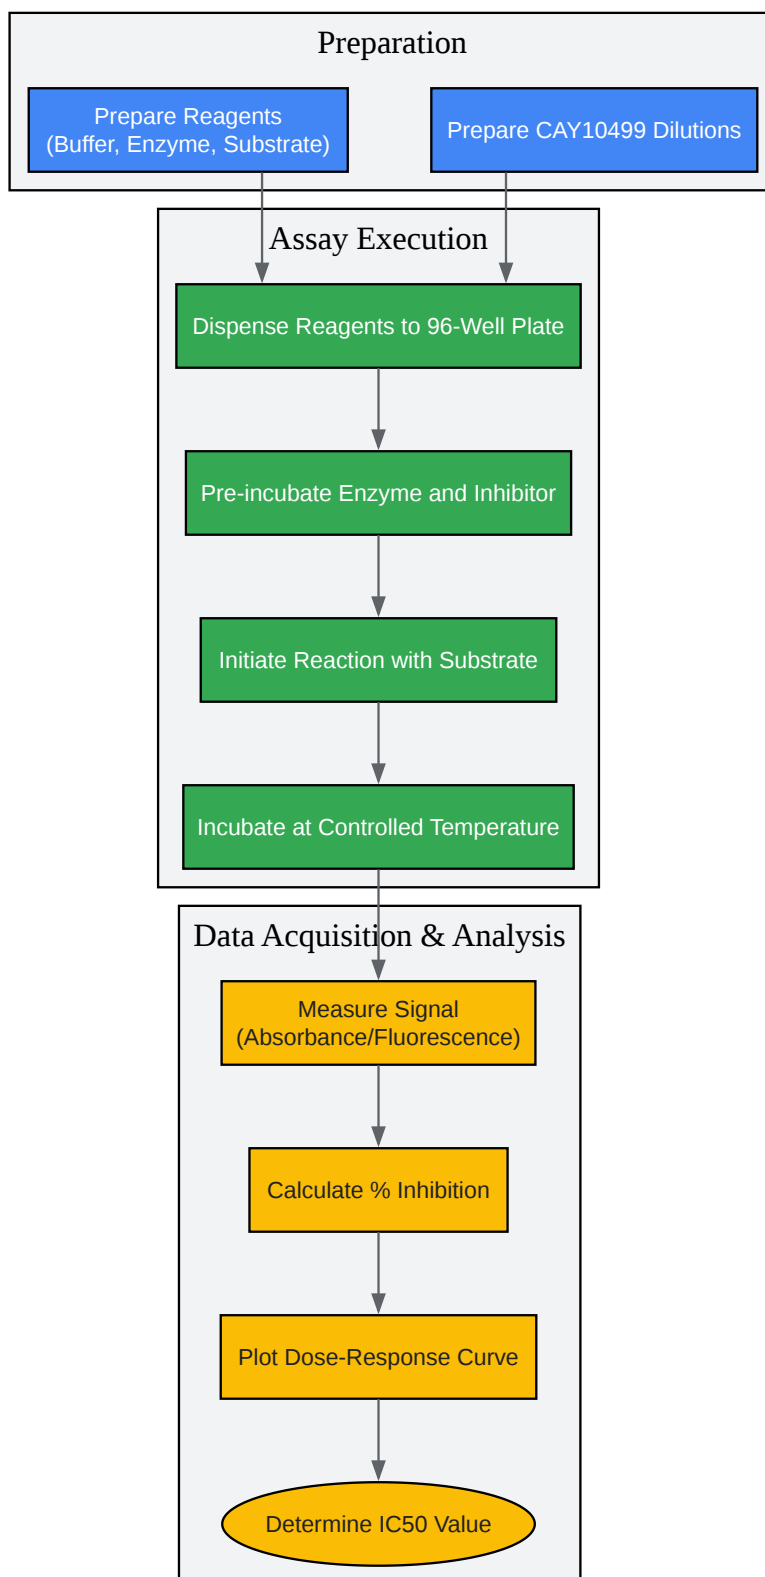 Preparation
Prepare Reagents
(Buffer, Enzyme, Substrate)
Prepare CAY10499 Dilutions
Assay Execution
Dispense Reagents to 96-Well Plate
Pre-incubate Enzyme and Inhibitor
Initiate Reaction with Substrate
Incubate at Controlled Temperature
Data Acquisition & Analysis
Measure Signal
(Absorbance/Fluorescence)
Calculate % Inhibition
Plot Dose-Response Curve
Determine IC50 Value